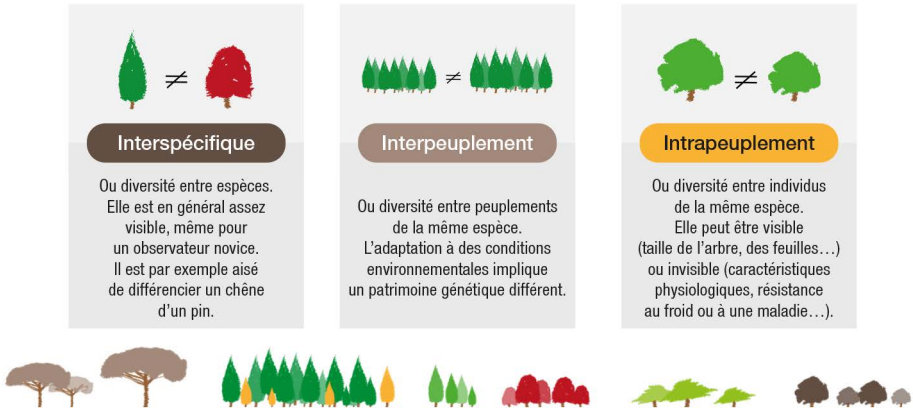 ≠
Interspécifique
Ou diversité entre espèces.
Elle est en général assez
visible, même pour
un observateur novice.
Il est par exemple aisé
de différencier un chêne
d'un pin.
≠
Interpeuplement
Ou diversité entre peuplements
de la même espèce.
L'adaptation à des conditions
environnementales implique
un patrimoine génétique différent.
≠
Intrapeuplement
Ou diversité entre individus
de la même espèce.
Elle peut être visible
(taille de l'arbre, des feuilles…)
ou invisible (caractéristiques
physiologiques, résistance
au froid ou à une maladie…).